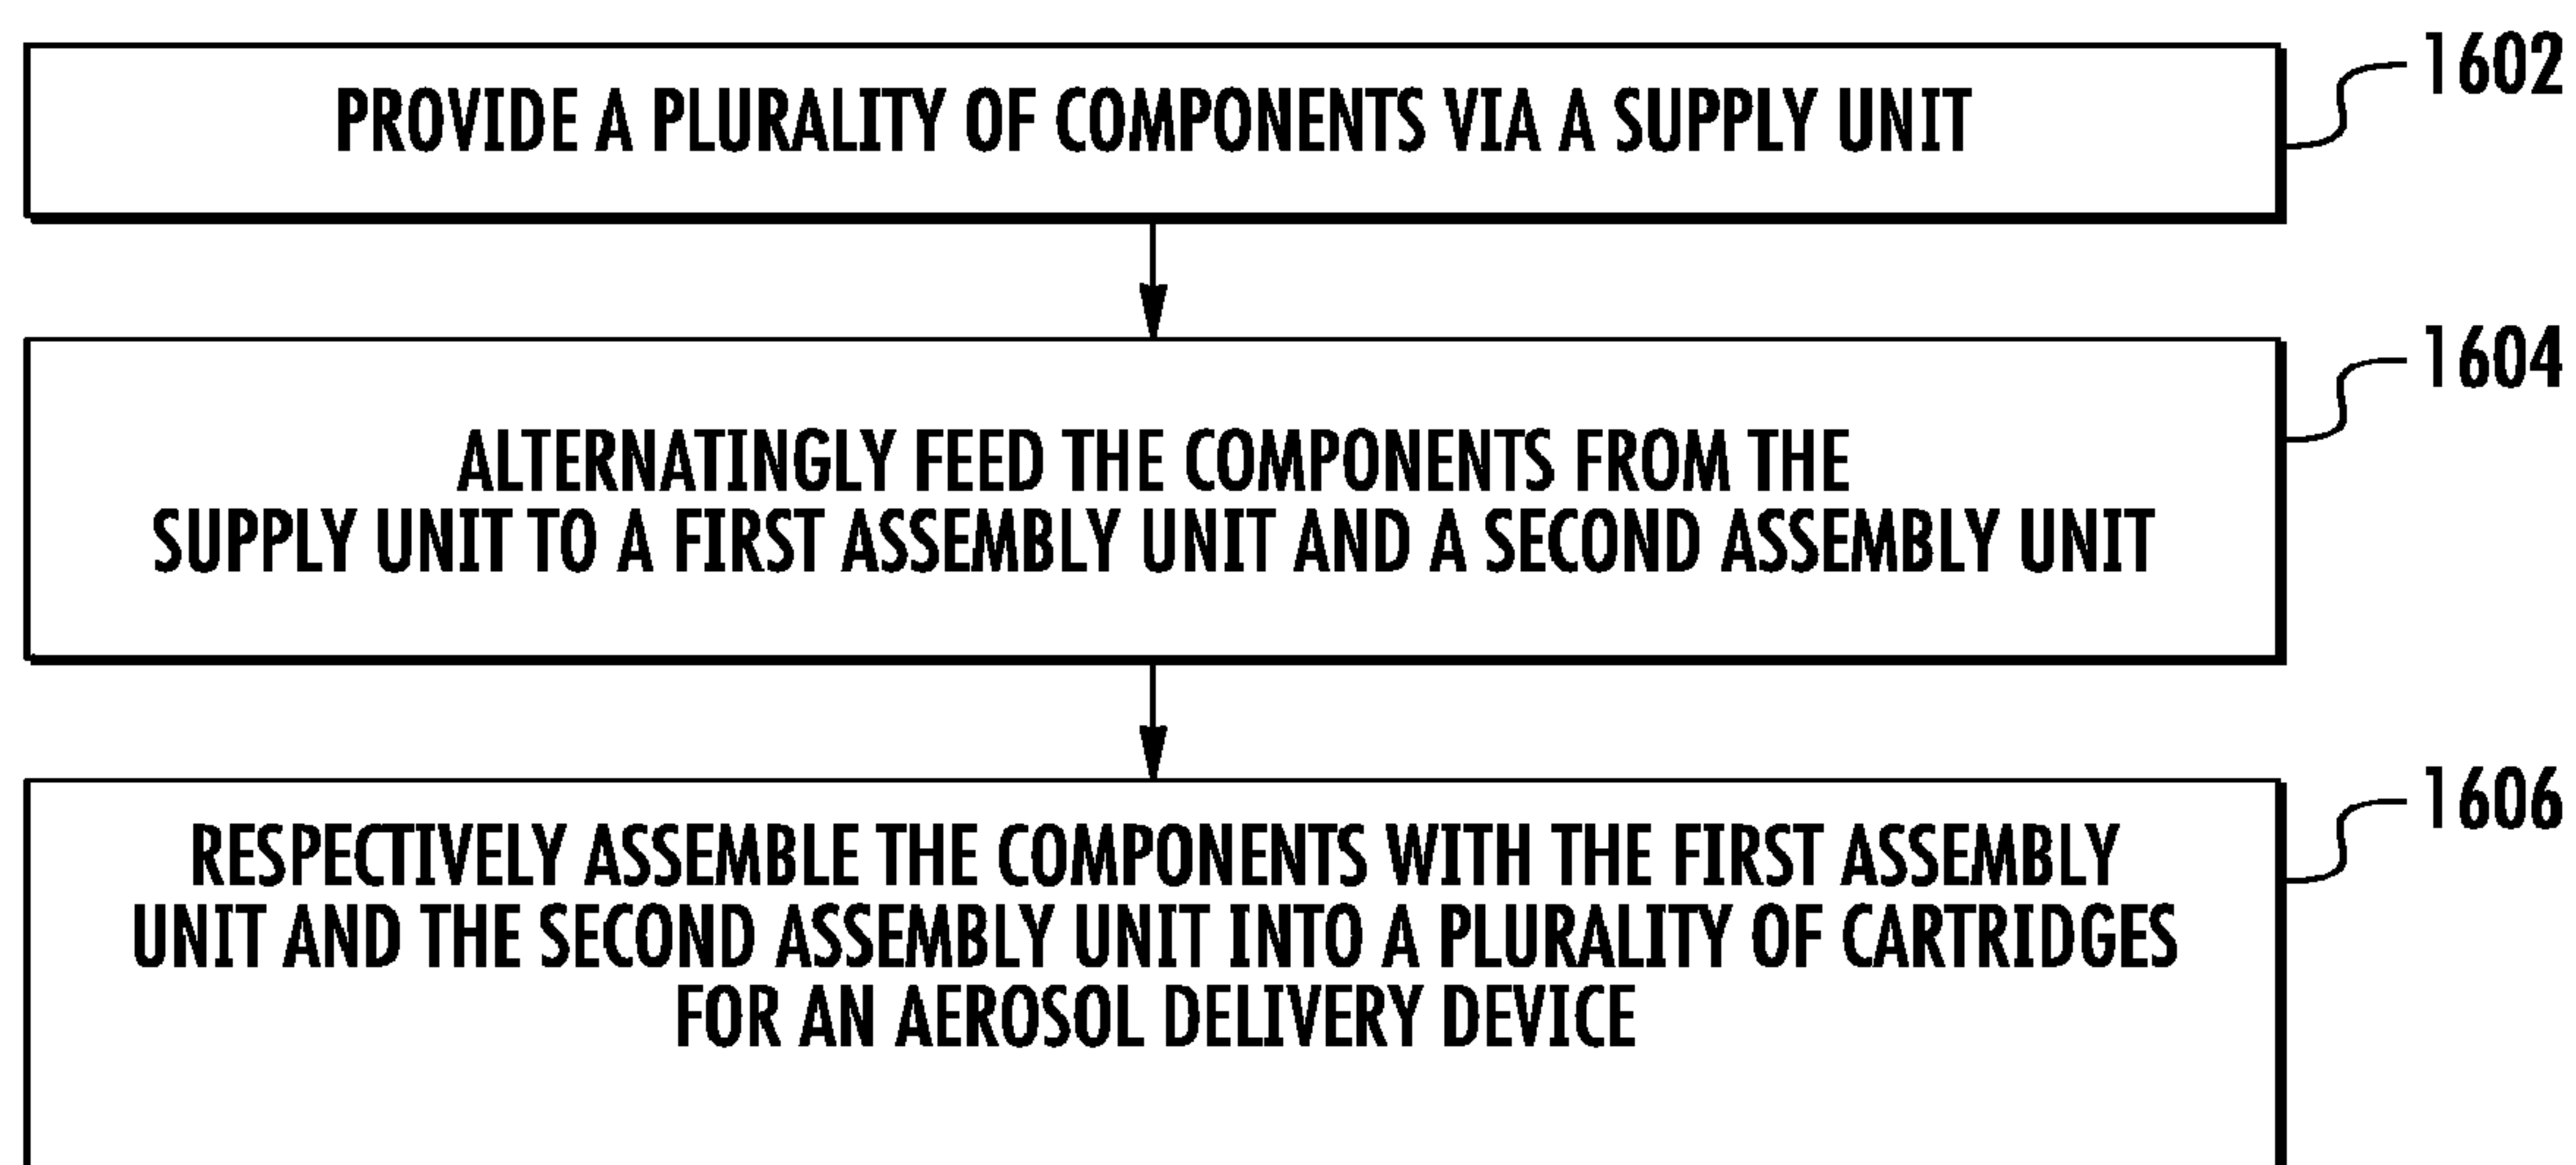 PROVIDE A PLURALITY OF COMPONENTS VIA A SUPPLY UNIT
1602
ALTERNATINGLY FEED THE COMPONENTS FROM THE
SUPPLY UNIT TO A FIRST ASSEMBLY UNIT AND A SECOND ASSEMBLY UNIT
1604
RESPECTIVELY ASSEMBLE THE COMPONENTS WITH THE FIRST ASSEMBLY
UNIT AND THE SECOND ASSEMBLY UNIT INTO A PLURALITY OF CARTRIDGES
FOR AN AEROSOL DELIVERY DEVICE
1606